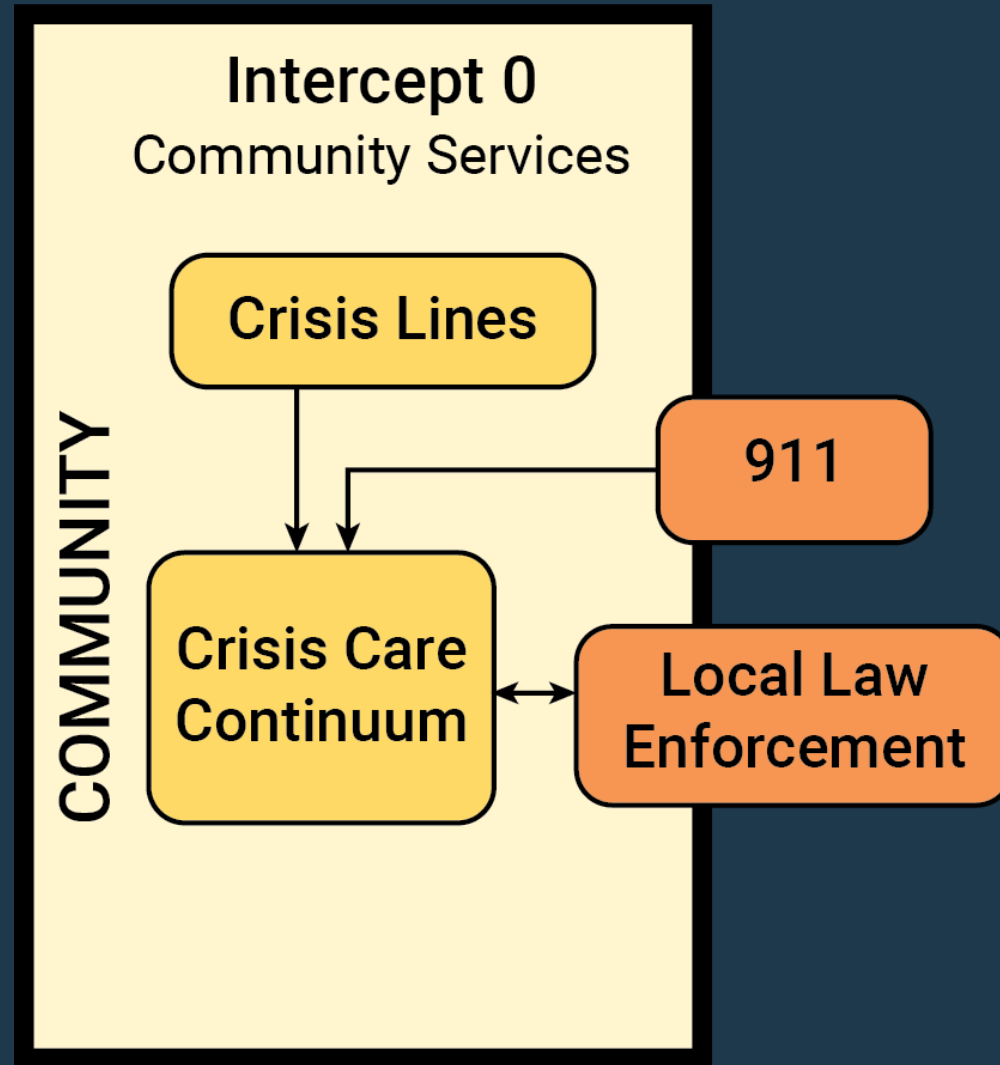 Intercept 0
Community Services
Crisis Lines
911
COMMUNITY
Crisis Care
Continuum
Local Law
Enforcement